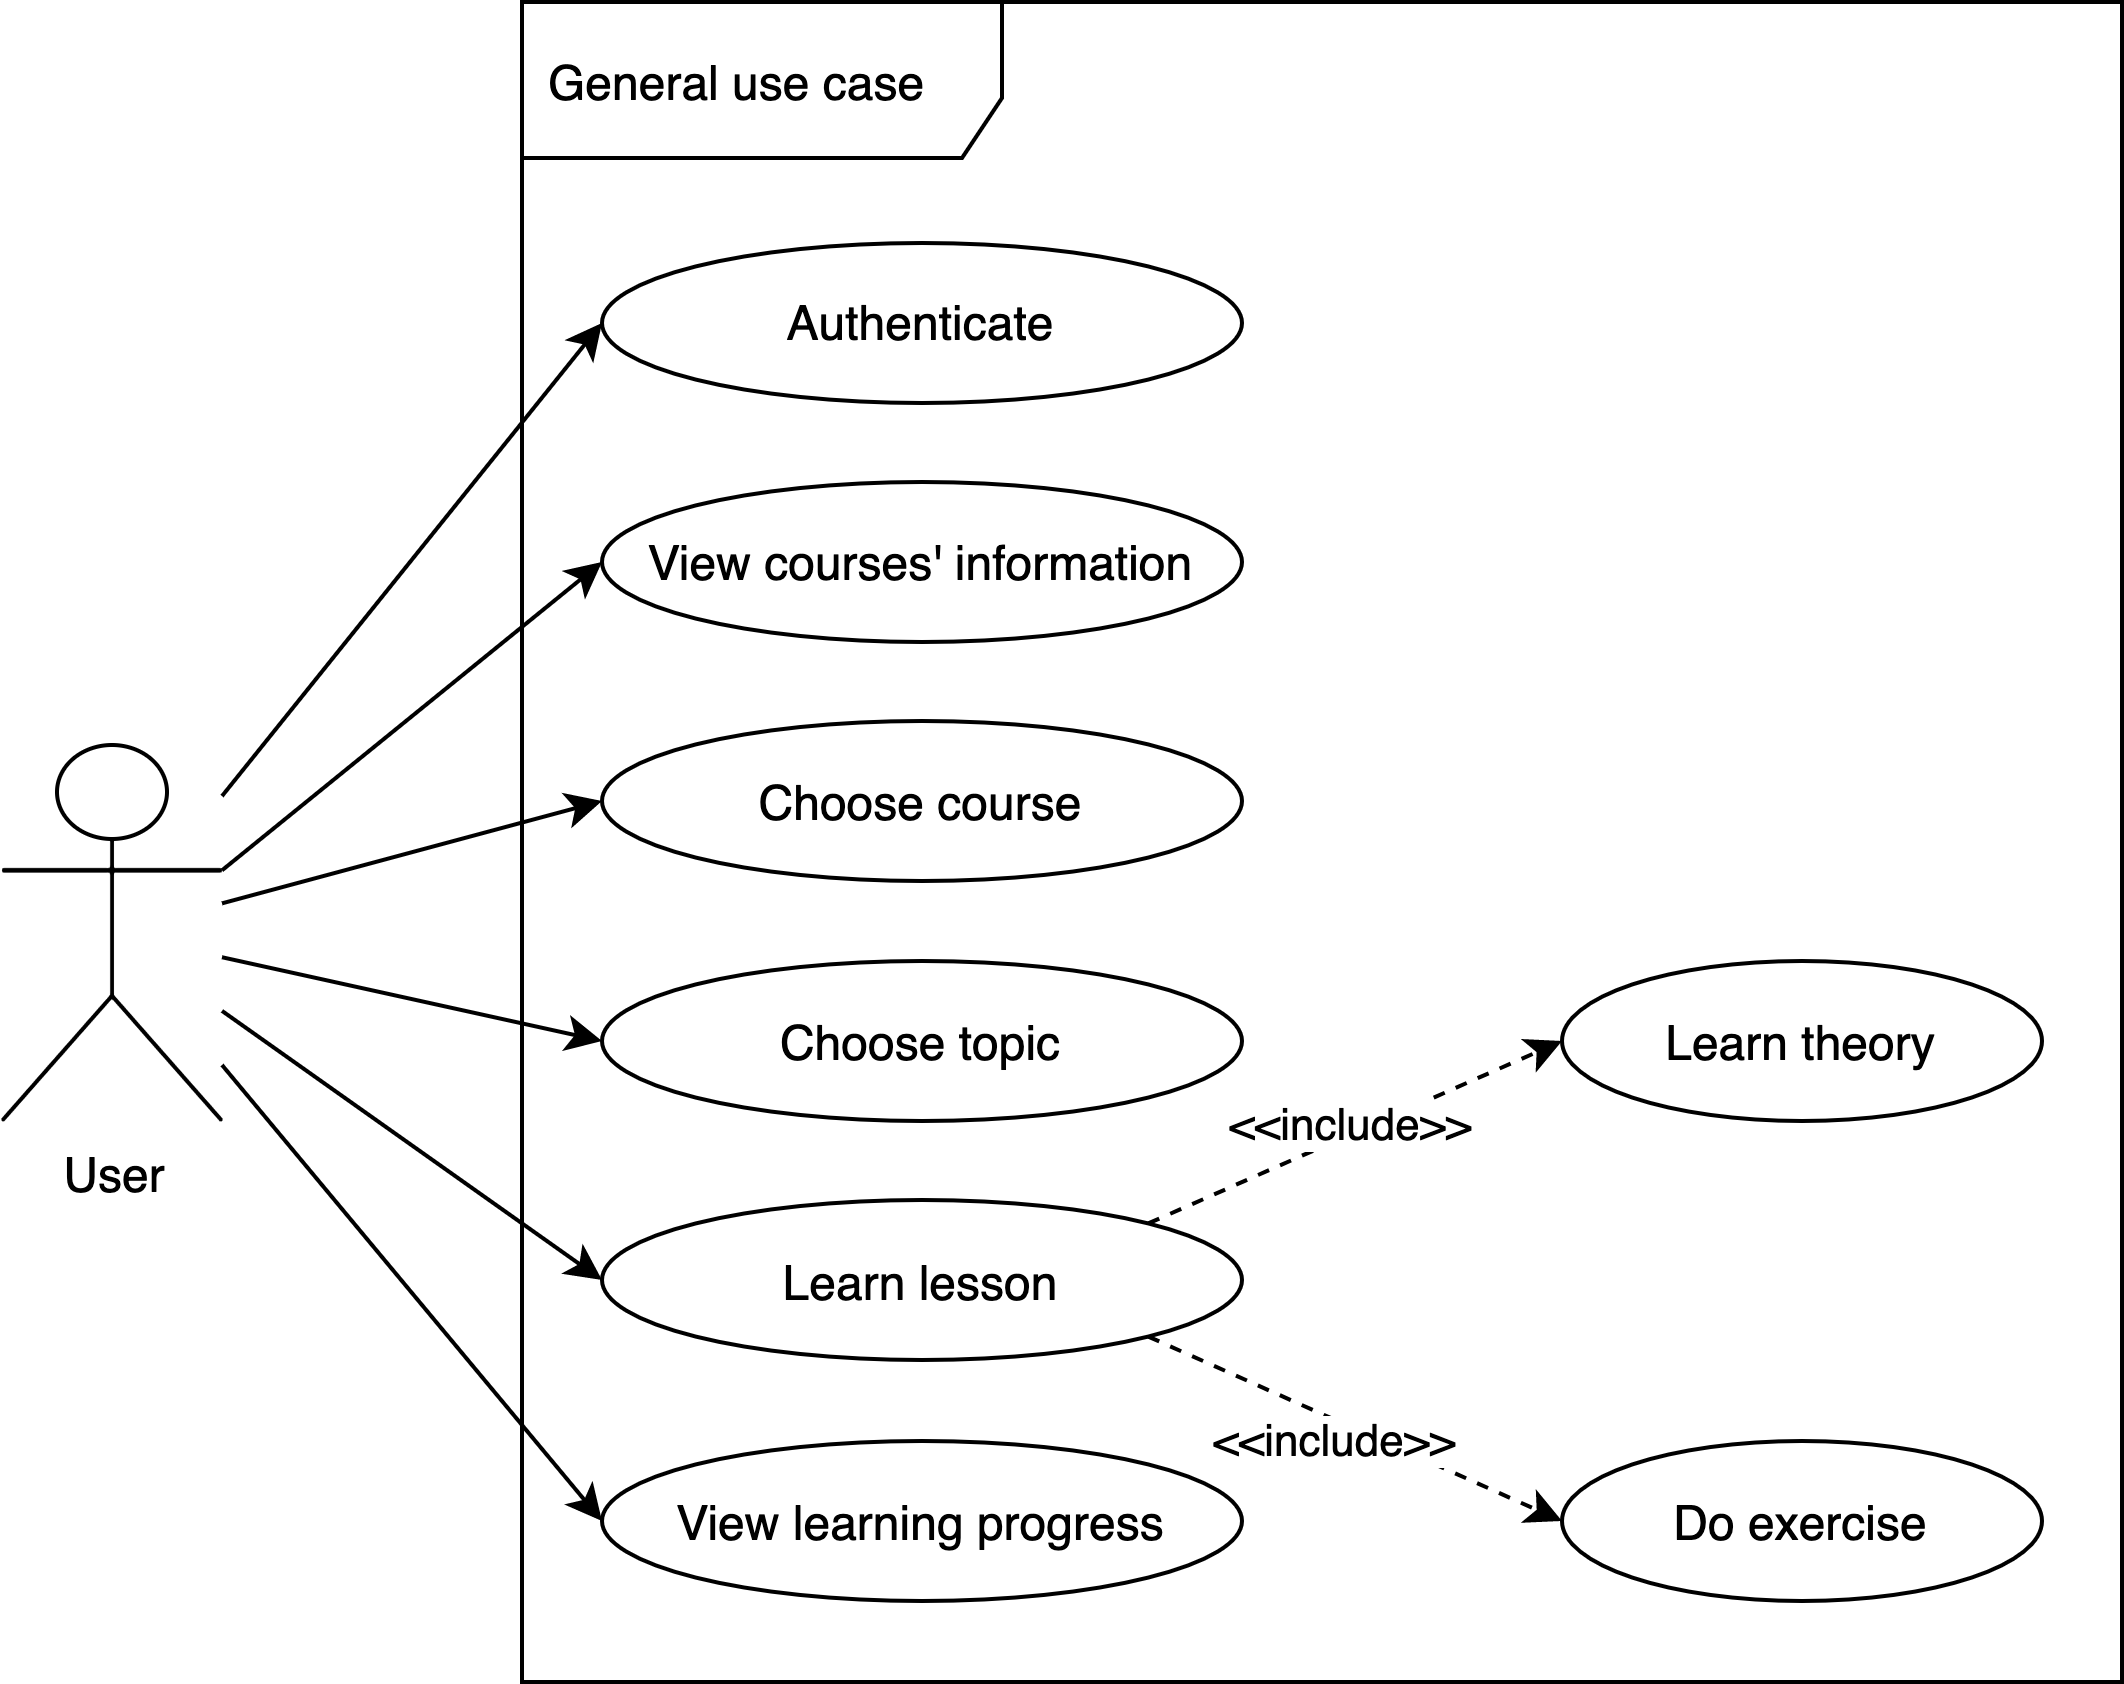 General use case
Authenticate
View courses' information
Choose course
Choose topic
Learn theory
<<include>>
User
Learn lesson
<<include>>
View learning progress
Do exercise